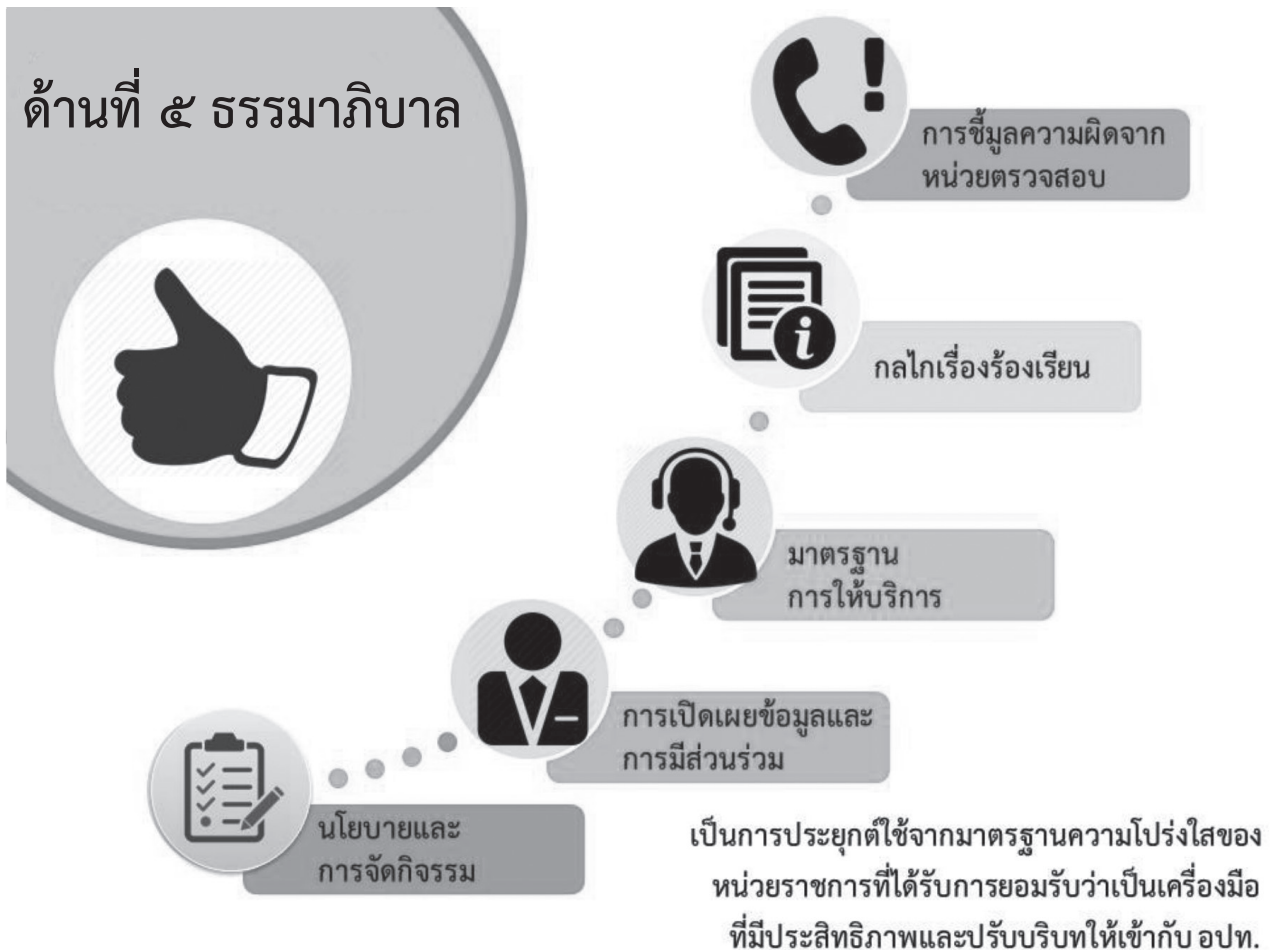 ด้านที่ ๕ ธรรมาภิบาล
การชี้มูลความผิดจาก
หน่วยตรวจสอบ
กลไกเรื่องร้องเรียน
มาตรฐาน
การให้บริการ
การเปิดเผยข้อมูลและ
การมีส่วนร่วม
นโยบายและ
การจัดกิจรรม
เป็นการประยุกต์ใช้จากมาตรฐานความโปร่งใสของ
หน่วยราชการที่ได้รับการยอมรับว่าเป็นเครื่องมือ
ที่มีประสิทธิภาพและปรับบริบทให้เข้ากับ อปท.